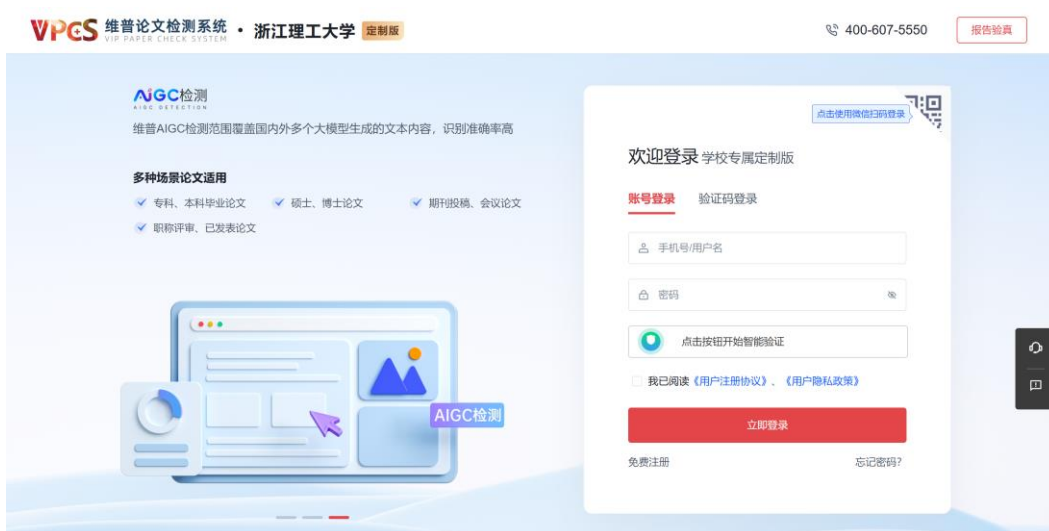 VPCS 维普论文检测系统 • 浙江理工大学 定制版
VIP PAPER CHECK SYSTEM
400-607-5550
报告验真
AIGC检测
AIGC DETECTION
维普AIGC检测范围覆盖国内外多个大模型生成的文本内容，识别准确率高
多种场景论文适用
专科、本科毕业论文
硕士、博士论文
期刊投稿、会议论文
职称评审、已发表论文
AIGC检测
点击使用微信扫码登录
欢迎登录 学校专属定制版
账号登录
验证码登录
手机号/用户名
密码
点击按钮开始智能验证
我已阅读《用户注册协议》、《用户隐私政策》
立即登录
免费注册
忘记密码?